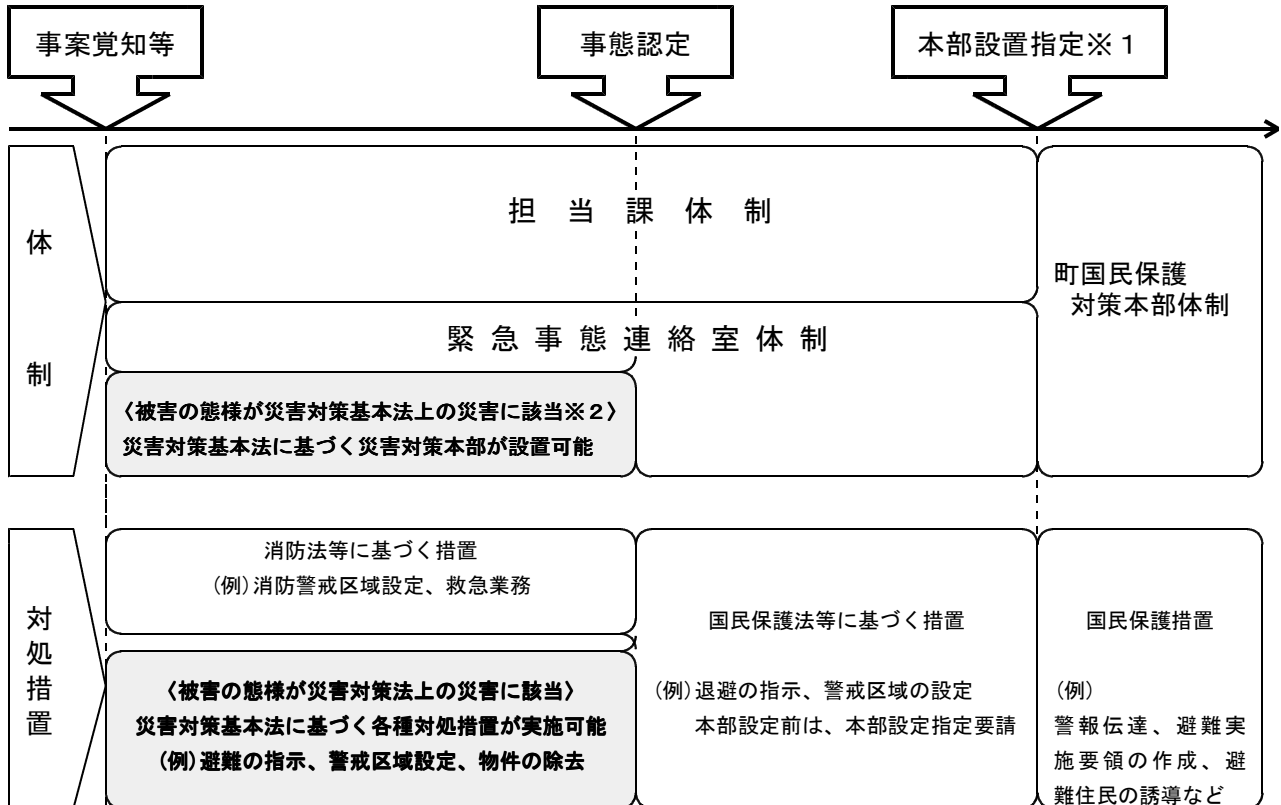 事案覚知等
事態認定
本部設置指定※1
体制
担当課体制
緊急事態連絡室体制
〈被害の態様が災害対策基本法上の災害に該当※2〉
災害対策基本法に基づく災害対策本部が設置可能
町国民保護
対策本部体制
対処措置
消防法等に基づく措置
(例)消防警戒区域設定、救急業務
〈被害の態様が災害対策法上の災害に該当〉
災害対策基本法に基づく各種対処措置が実施可能
(例)避難の指示、警戒区域設定、物件の除去
国民保護法等に基づく措置
(例)退避の指示、警戒区域の設定
本部設定前は、本部設定指定要請
国民保護措置
(例)
警報伝達、避難実
施要領の作成、避
難住民の誘導など